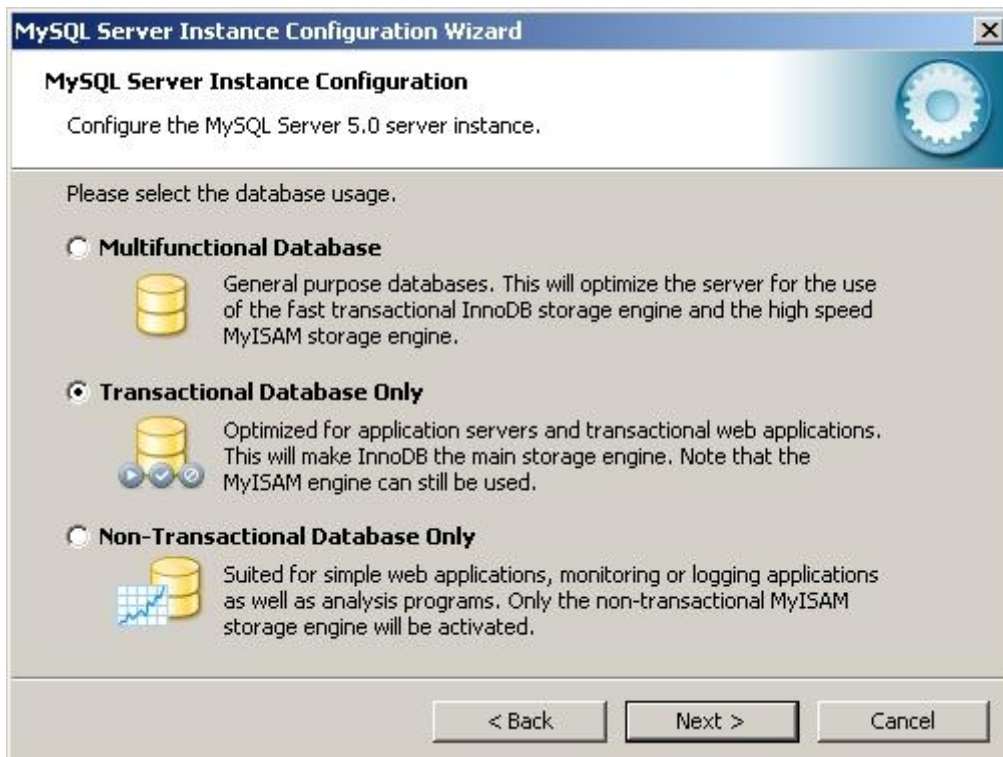 MySQL Server Instance Configuration Wizard
MySQL Server Instance Configuration
Configure the MySQL Server 5.0 server instance.
Please select the database usage.
Multifunctional Database
General purpose databases. This will optimize the server for the use
of the fast transactional InnoDB storage engine and the high speed
MyISAM storage engine.
Transactional Database Only
Optimized for application servers and transactional web applications.
This will make InnoDB the main storage engine. Note that the
MyISAM engine can still be used.
Non-Transactional Database Only
Suited for simple web applications, monitoring or logging applications
as well as analysis programs. Only the non-transactional MyISAM
storage engine will be activated.
< Back Next > Cancel